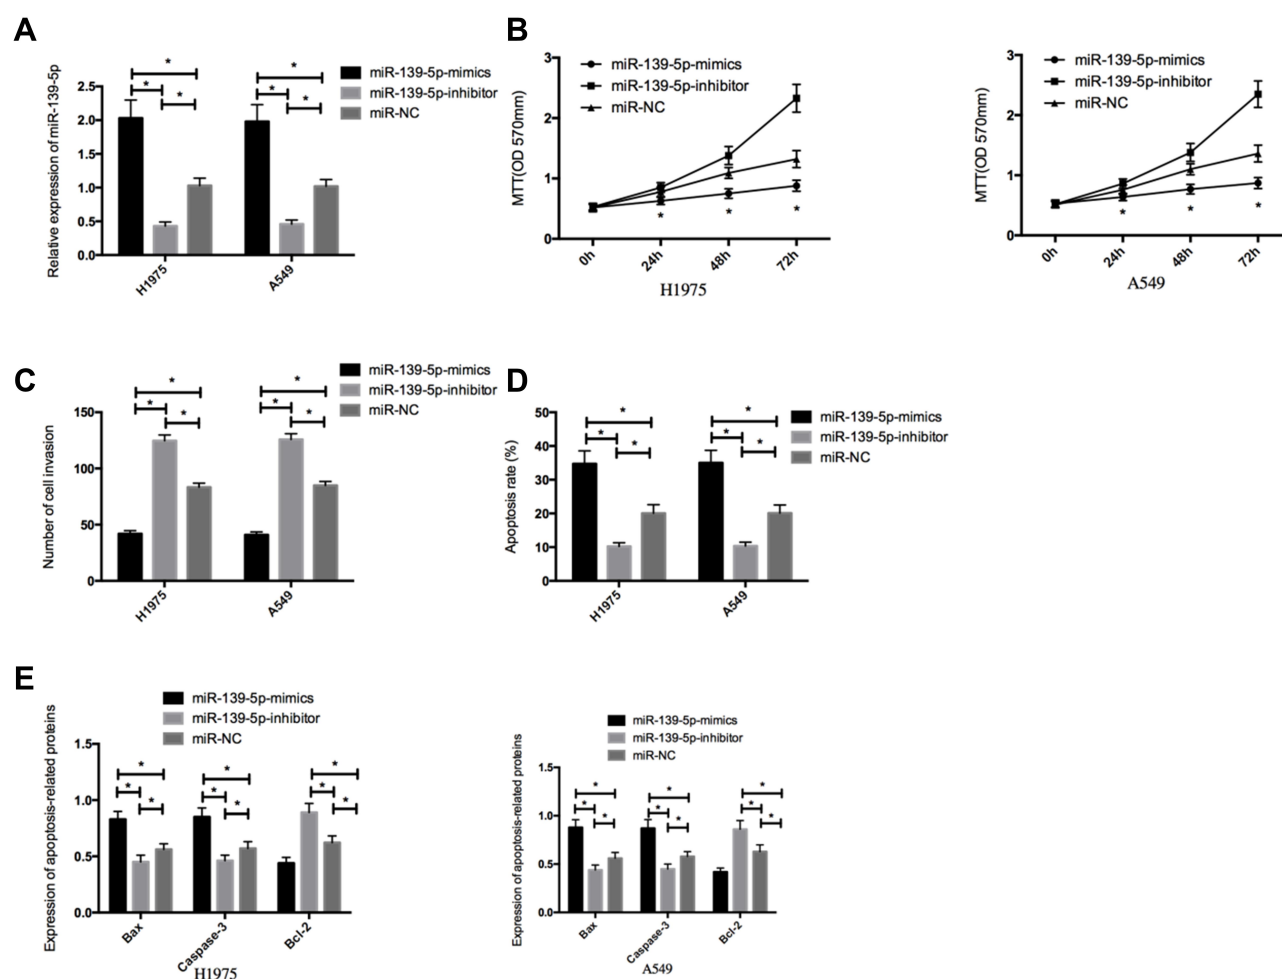 A
Relative expression of miR-139-5p
2.5
2.0
1.5
1.0
0.5
0.0
* * * * * *
H1975 A549
miR-139-5p-mimics
miR-139-5p-inhibitor
miR-NC
B
MTT(OD 570mm)
3
2
1
0
miR-139-5p-mimics
miR-139-5p-inhibitor
miR-NC
* * *
0h 24h 48h 72h
H1975
MTT(OD 570mm)
3
2
1
0
miR-139-5p-mimics
miR-139-5p-inhibitor
miR-NC
* * *
0h 24h 48h 72h
A549
C
Number of cell invasion
150
100
50
0
* * * * * *
H1975 A549
miR-139-5p-mimics
miR-139-5p-inhibitor
miR-NC
D
Apoptosis rate (%)
50
40
30
20
10
0
* * * * * *
H1975 A549
miR-139-5p-mimics
miR-139-5p-inhibitor
miR-NC
E
miR-139-5p-mimics
miR-139-5p-inhibitor
miR-NC
Expression of apoptosis-related proteins
1.5
1.0
0.5
0.0
* * * * * * * * *
Bax Caspase-3 Bcl-2
H1975
miR-139-5p-mimics
miR-139-5p-inhibitor
miR-NC
Expression of apoptosis-related proteins
1.5
1.0
0.5
0.0
* * * * * * * * *
Bax Caspase-3 Bcl-2
A549